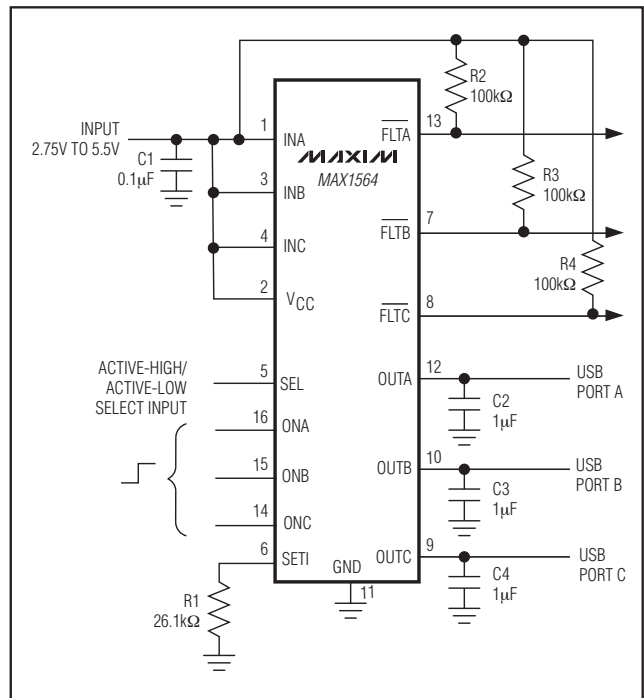 R2
100kΩ
INPUT
2.75V TO 5.5V
C1
0.1μF
1
INA
MAXIM
MAX1564
13
FLTA
3
INB
R3
100kΩ
4
INC
7
FLTB
2
VCC
R4
100kΩ
8
FLTC
ACTIVE-HIGH/
ACTIVE-LOW
SELECT INPUT
5
SEL
12
OUTA
USB
PORT A
C2
1μF
16
ONA
15
ONB
10
OUTB
USB
PORT B
C3
1μF
14
ONC
6
SETI
GND
11
9
OUTC
USB
PORT C
C4
1μF
R1
26.1kΩ